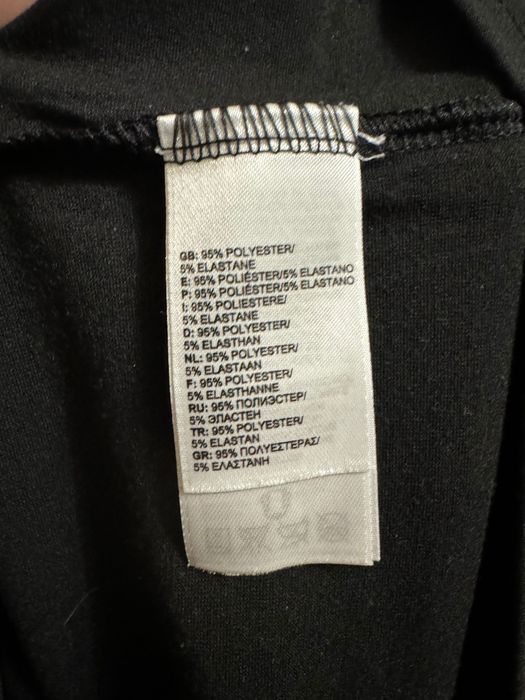 GB: 95% POLYESTER/
5% ELASTANE
E: 95% POLIÉSTER/5% ELASTANO
P: 95% POLIÉSTER/5% ELASTANO
I: 95% POLIESTERE/
5% ELASTANE
D: 95% POLYESTER/
5% ELASTHAN
NL: 95% POLYESTER/
5% ELASTAAN
F: 95% POLYESTER/
5% ELASTHANNE
RU: 95% ПОЛИЭСТЕР/
5% ЭЛАСТЕН
TR: 95% POLYESTER/
5% ELASTAN
GR: 95% ΠΟΛΥΕΣΤΕΡΑΣ/
5% ΕΛΑΣΤΆΝΗ